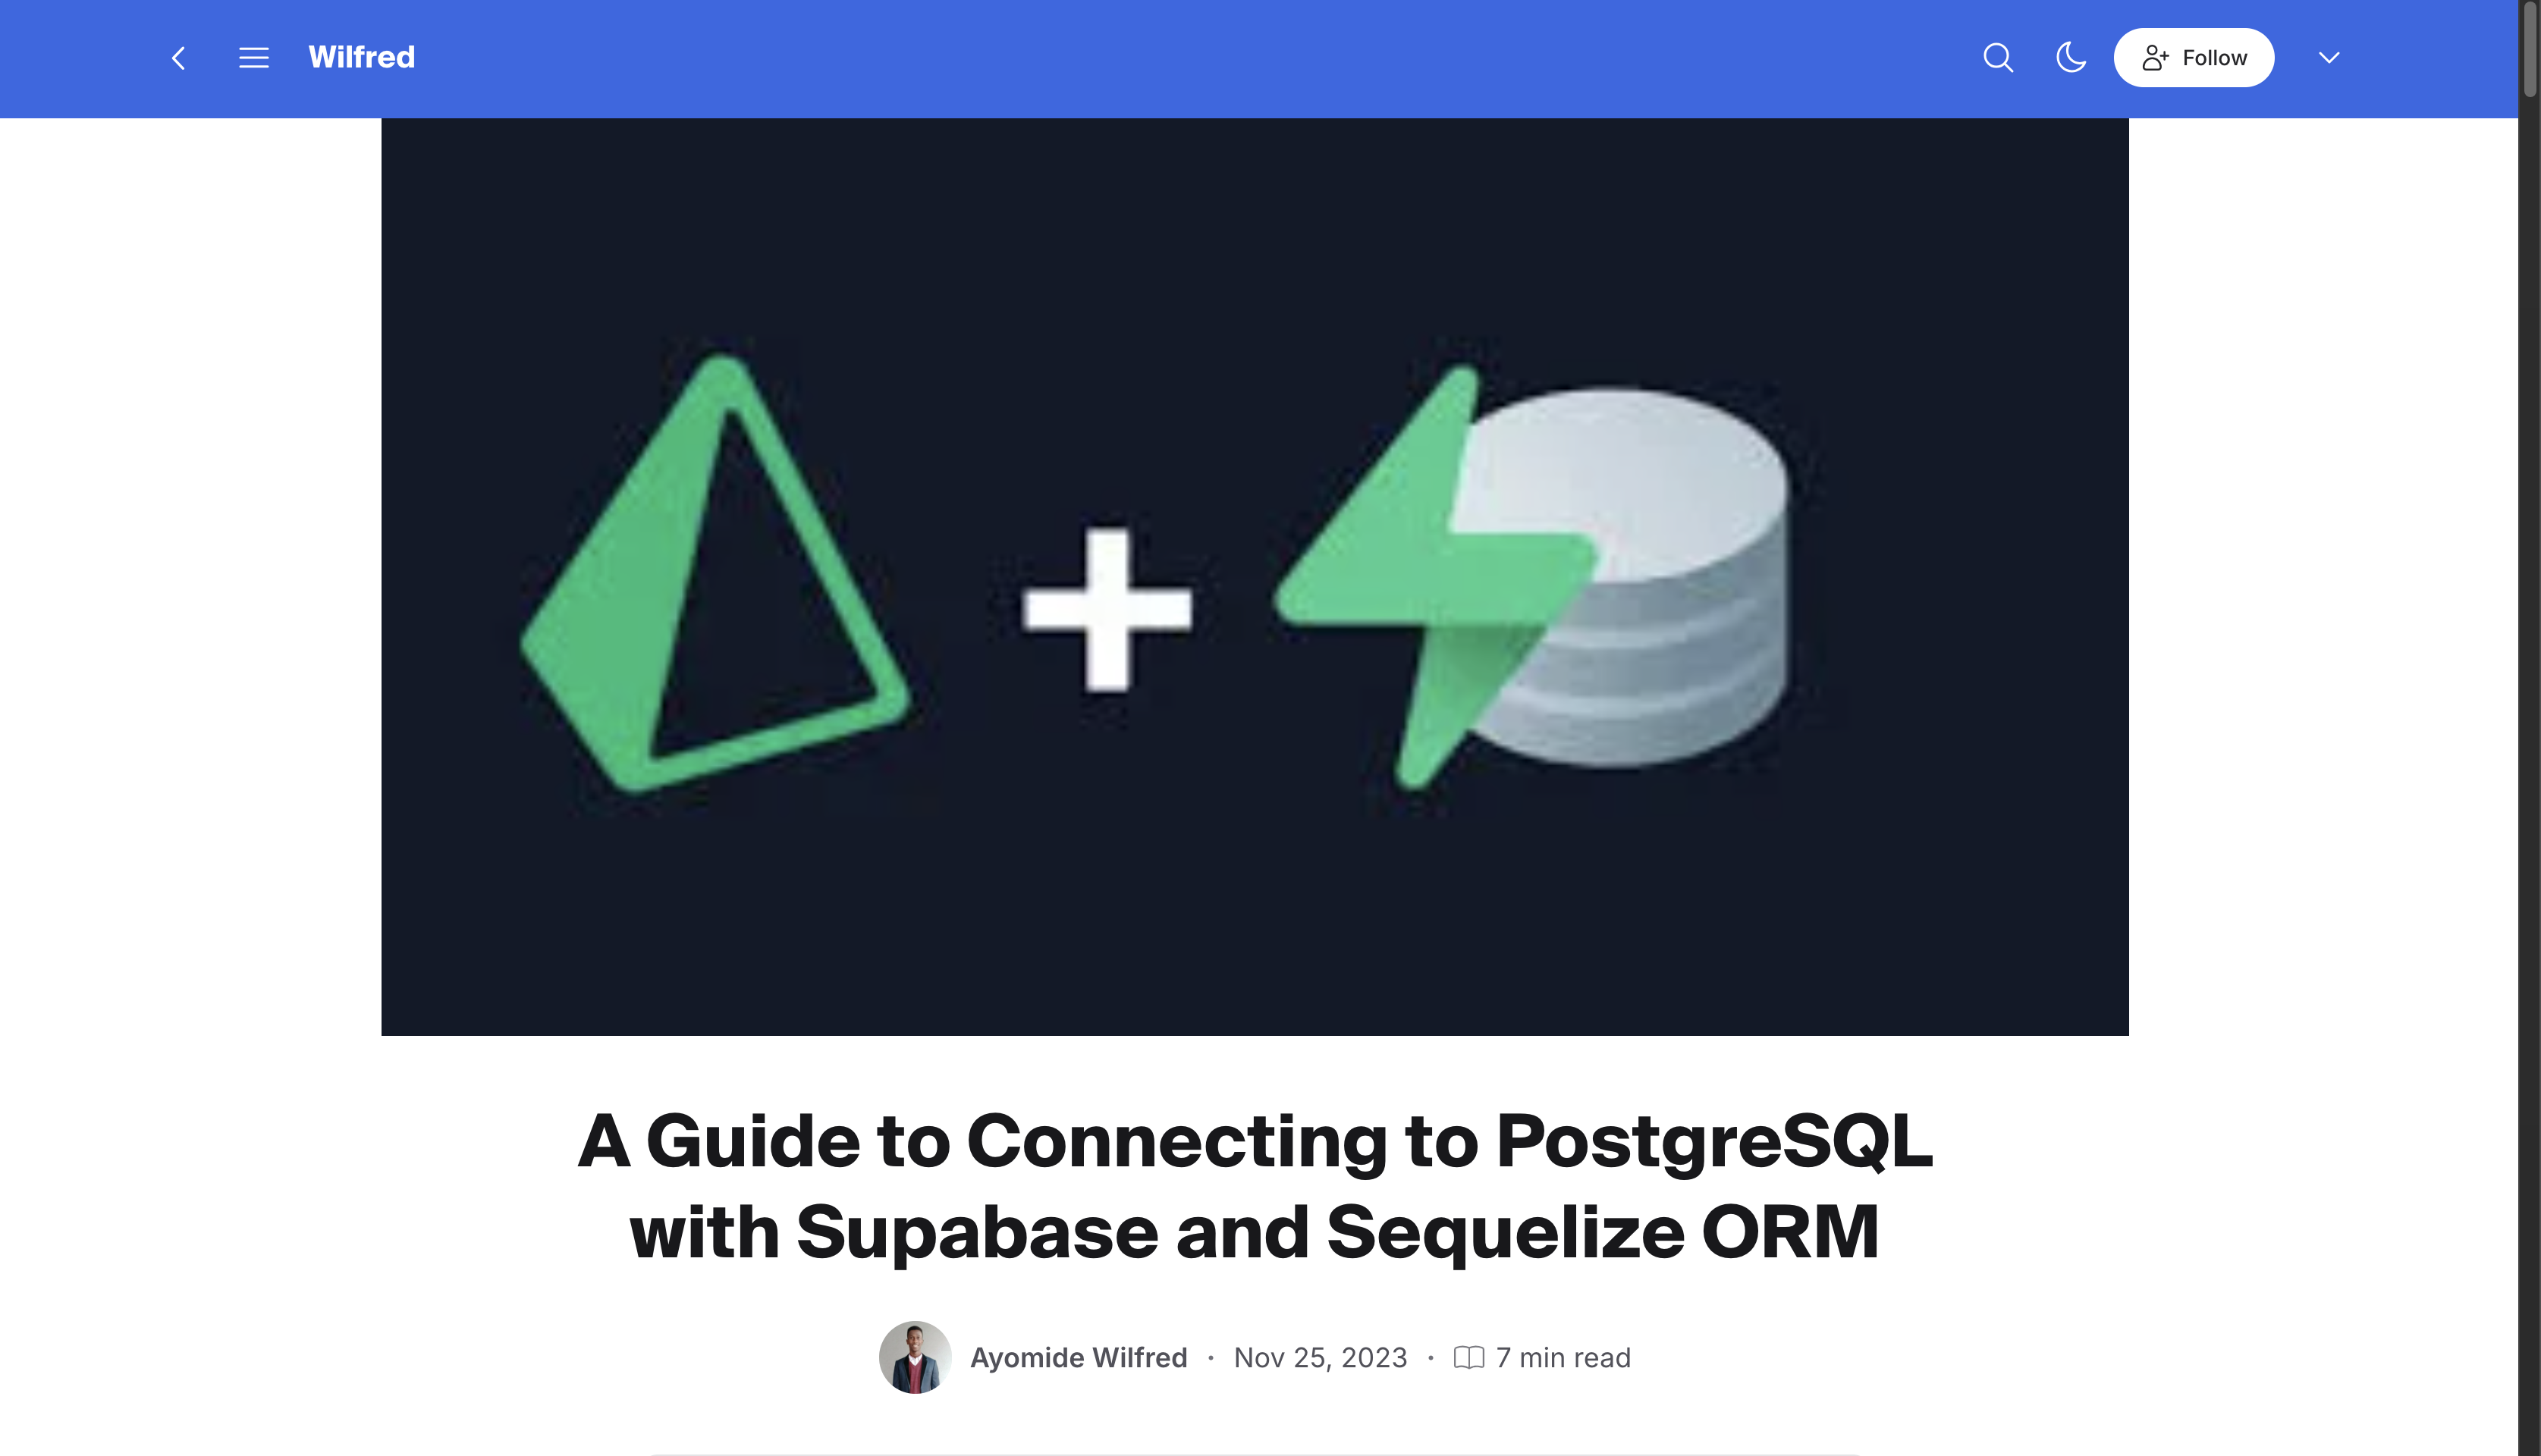 Wilfred
Follow
A Guide to Connecting to PostgreSQL
with Supabase and Sequelize ORM
Ayomide Wilfred · Nov 25, 2023 · 7 min read